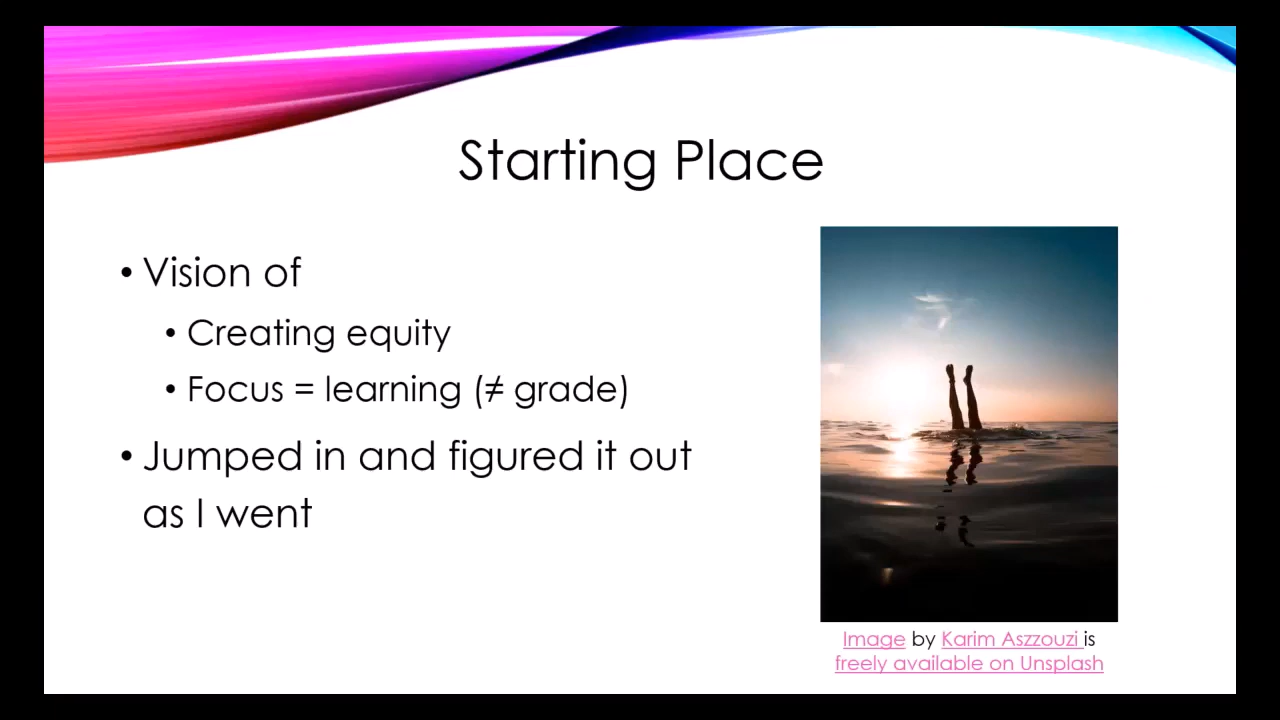 Starting Place
• Vision of
• Creating equity
• Focus = learning (≠ grade)
• Jumped in and figured it out
as I went
Image by Karim Aszzouzi is
freely available on Unsplash